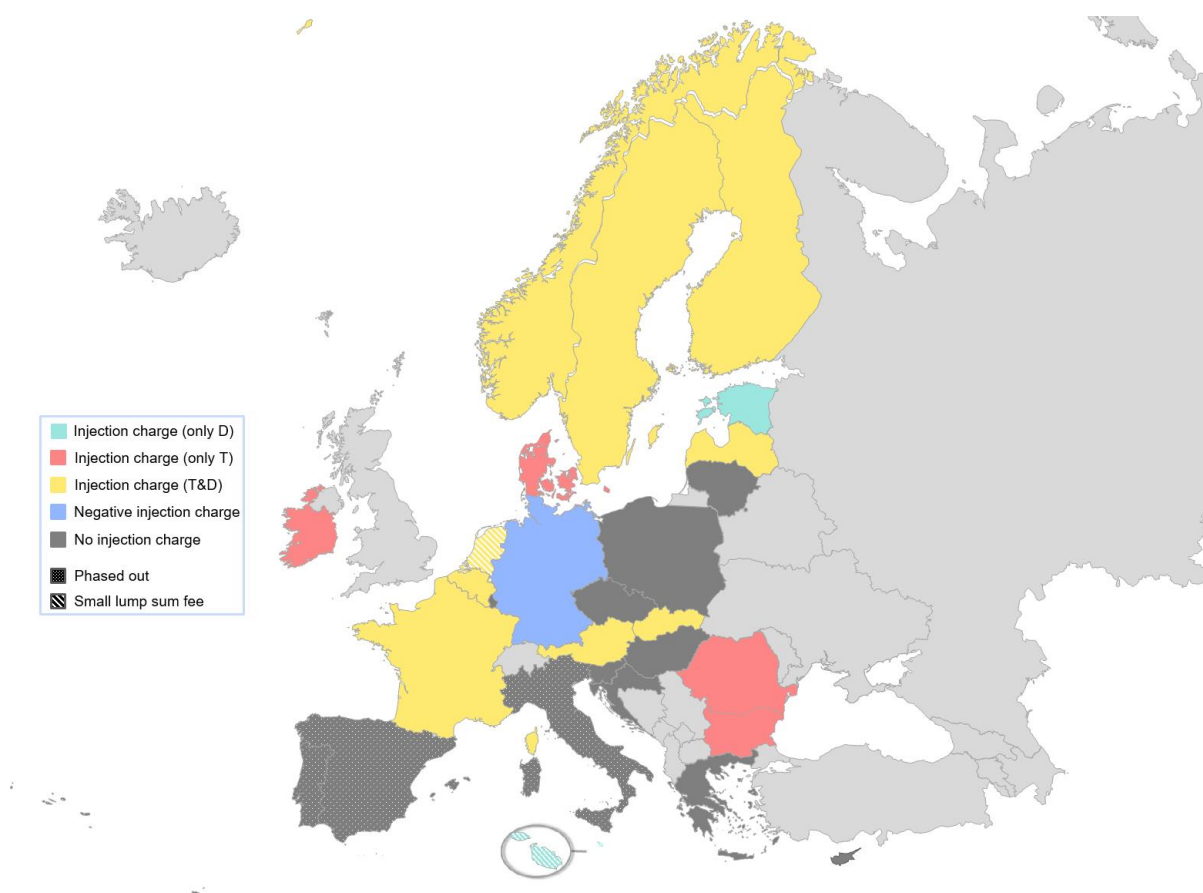 Injection charge (only D)
Injection charge (only T)
Injection charge (T&D)
Negative injection charge
No injection charge
Phased out
Small lump sum fee